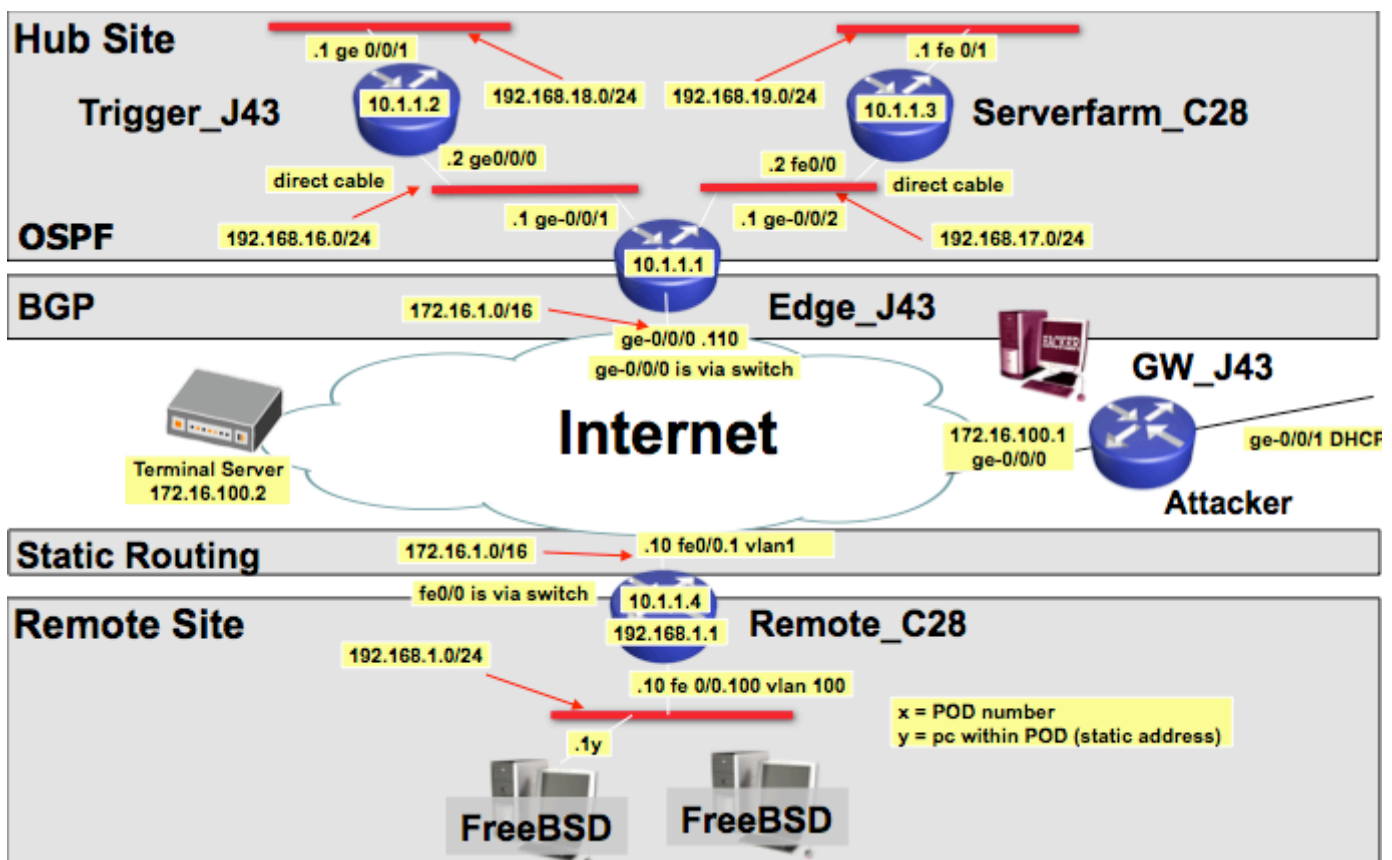 Hub Site
.1 ge 0/0/1
.1 fe 0/1
192.168.18.0/24
192.168.19.0/24
Trigger_J43
10.1.1.2
10.1.1.3
Serverfarm_C28
.2 ge0/0/0
.2 fe0/0
direct cable
direct cable
.1 ge-0/0/1
.1 ge-0/0/2
192.168.16.0/24
192.168.17.0/24
OSPF
10.1.1.1
BGP
172.16.1.0/16
Edge_J43
ge-0/0/0 .110
ge-0/0/0 is via switch
HACKER
GW_J43
Internet
172.16.100.1
ge-0/0/0
ge-0/0/1 DHCP
Terminal Server
172.16.100.2
Attacker
Static Routing
172.16.1.0/16
.10 fe0/0.1 vlan1
fe0/0 is via switch
10.1.1.4
192.168.1.1
Remote Site
Remote_C28
192.168.1.0/24
.10 fe 0/0.100 vlan 100
x = POD number
y = pc within POD (static address)
.1y
FreeBSD
FreeBSD